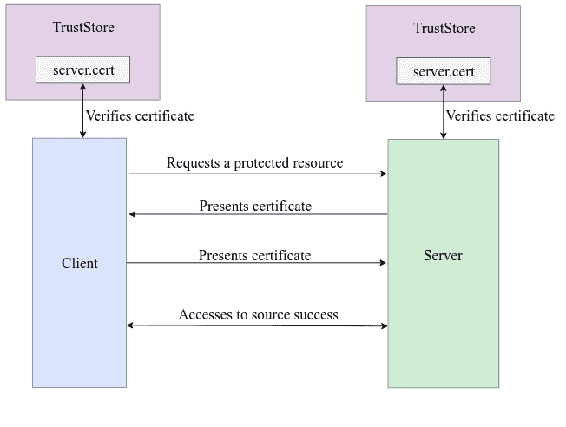 TrustStore
server.cert
Verifies certificate
TrustStore
server.cert
Verifies certificate
Requests a protected resource
Presents certificate
Client
Presents certificate
Server
Accesses to source success